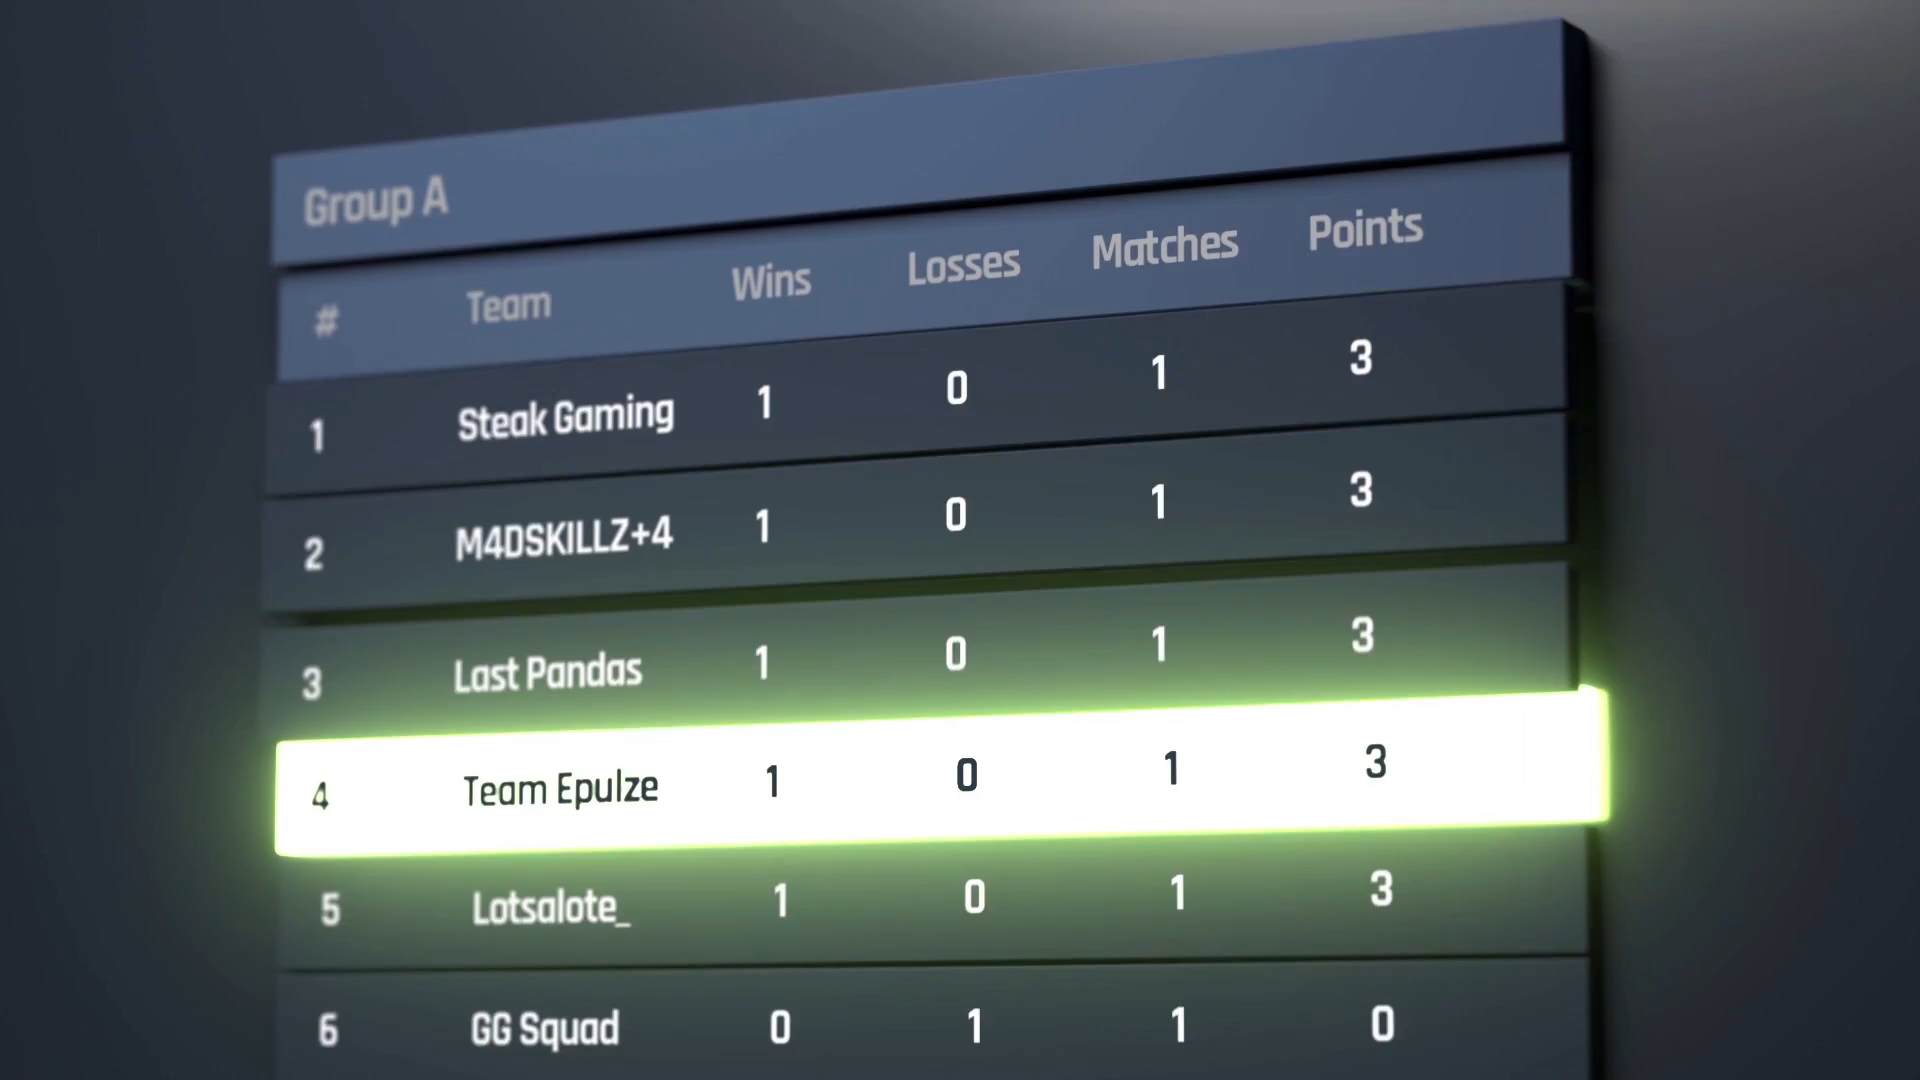 Group A
# Team Wins Losses Matches Points
1 Steak Gaming 1 0 1 3
2 M4DSKILLZ+4 1 0 1 3
3 Last Pandas 1 0 1 3
4 Team Epulze 1 0 1 3
5 Lotsalote_ 1 0 1 3
6 GG Squad 0 1 1 0